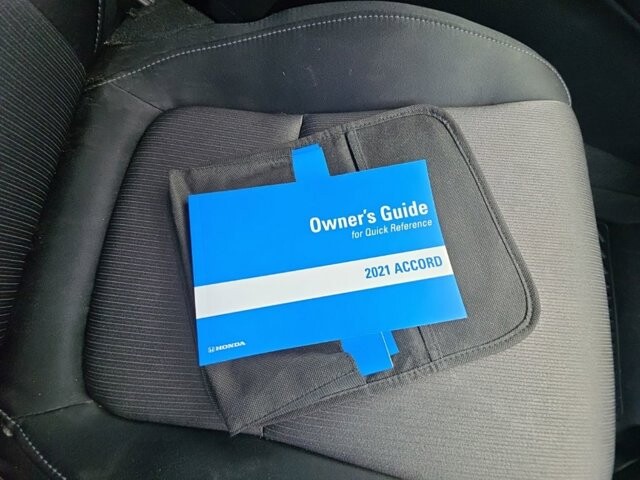 Owner's Guide
for Quick Reference
2021 ACCORD
HONDA